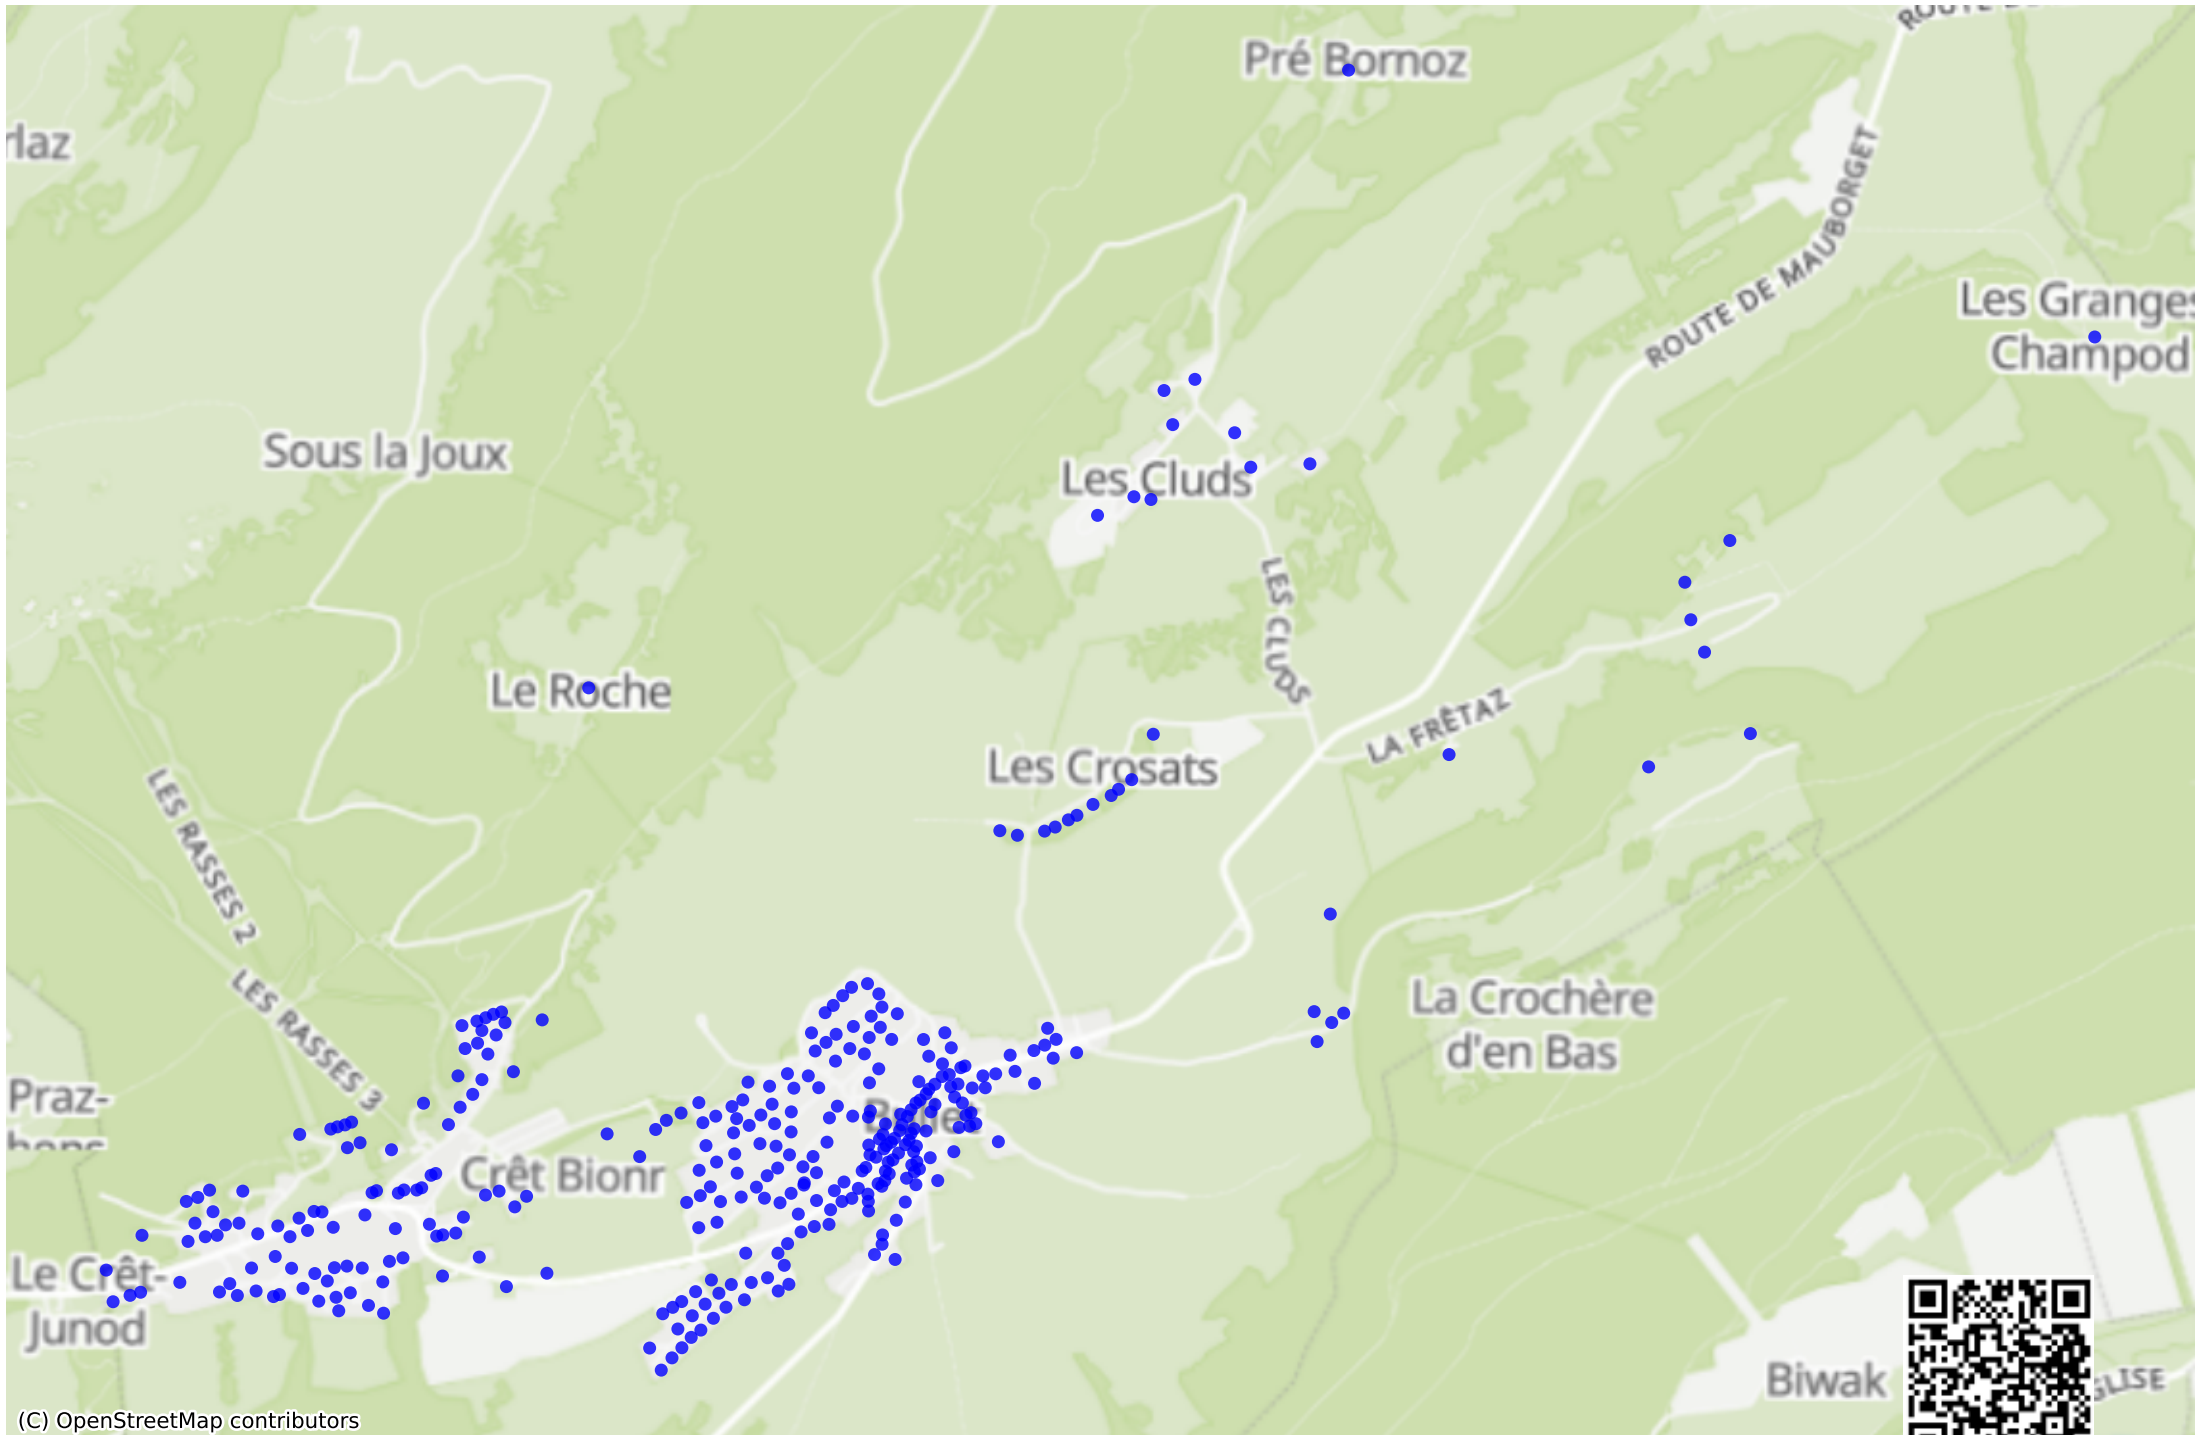 Pré Bornoz
rlaz
ROUTE DE MAUBORGET
Les Granges
Champod
Sous la Joux
Les Cluds
LES CLUDS
Le Roche
LA FRÊTAZ
Les Crosats
LES RASSES 2
LES RASSES 3
La Crochère
d'en Bas
Praz-
Crêt Bionr
Le Crêt-
Junod
Biwak
GLISE
(C) OpenStreetMap contributors